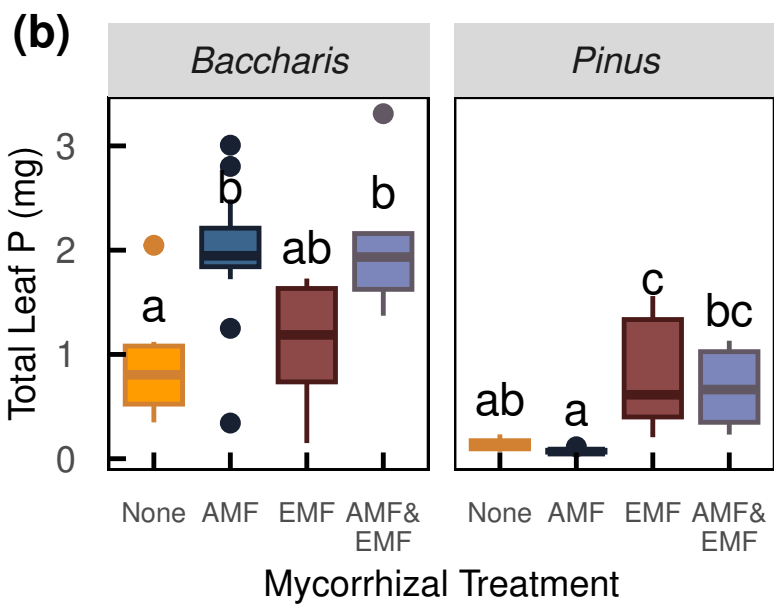 (b)
Baccharis
Pinus
Total Leaf P (mg)
3
2
1
0
a
b
ab
b
ab
a
c
bc
None
AMF
EMF
AMF&
EMF
None
AMF
EMF
AMF&
EMF
Mycorrhizal Treatment